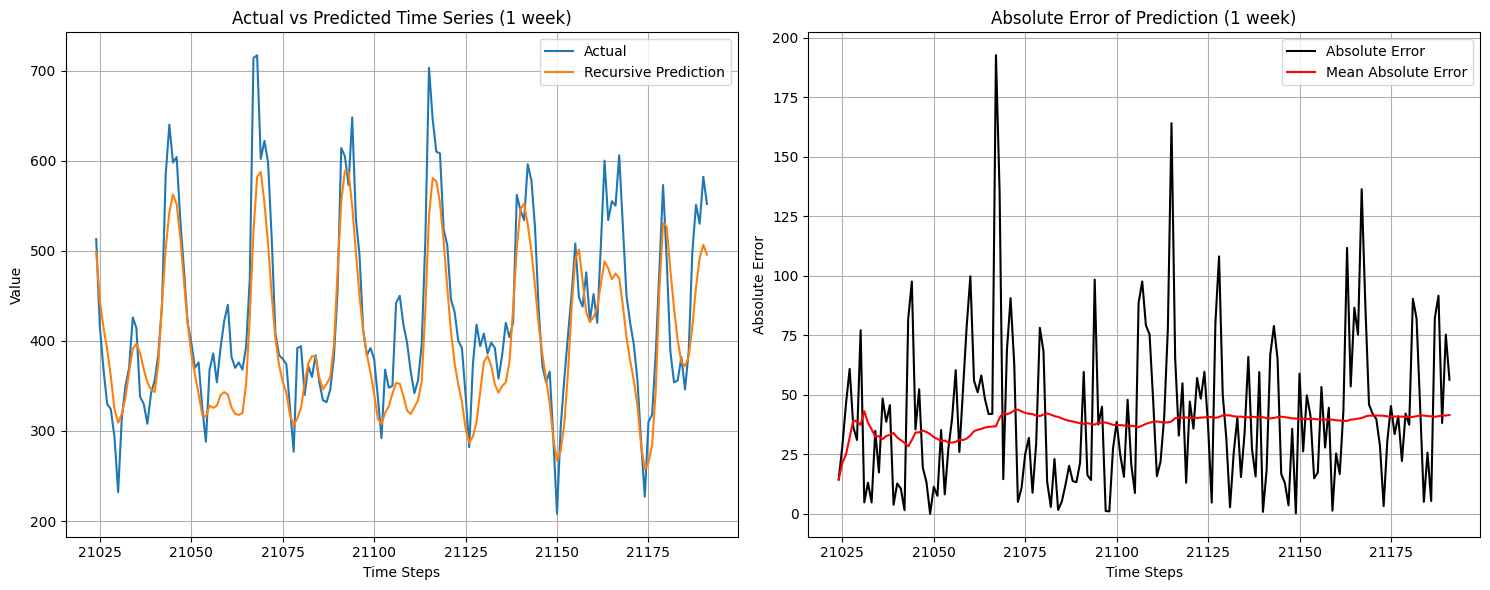 Actual vs Predicted Time Series (1 week)
Actual
Recursive Prediction
Value
700
600
500
400
300
200
21025
21050
21075
21100
21125
21150
21175
Time Steps
Absolute Error of Prediction (1 week)
Absolute Error
Mean Absolute Error
Absolute Error
200
175
150
125
100
75
50
25
0
21025
21050
21075
21100
21125
21150
21175
Time Steps